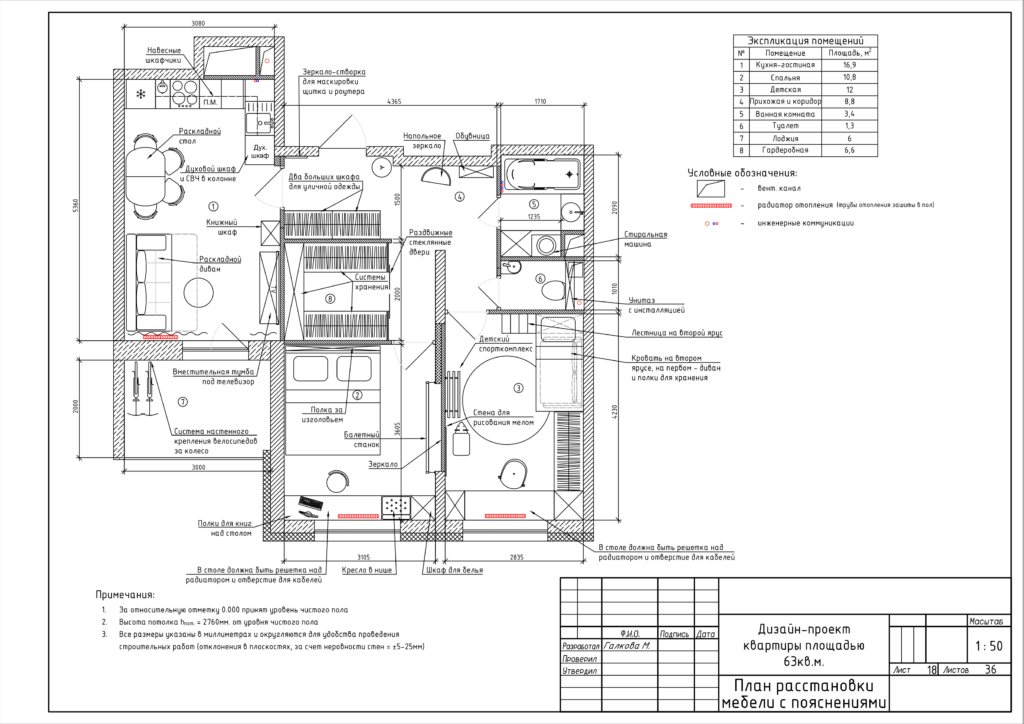 3080
Навесные
шкафчики
Зеркало-створка
для маскировки
щитка и роутера
4365
1710
Экспликация помещений
№ Помещение Площадь, м²
1 Кухня-гостиная 16,9
2 Спальня 10,8
3 Детская 12
4 Прихожая и коридор 8,8
5 Ванная комната 3,4
6 Туалет 1,3
7 Лоджия 6
8 Гардеробная 6,6
Условные обозначения:
- вент. канал
- радиатор отопления (трубы отопления зашиты в пол)
- инженерные коммуникации
П.М.
Раскладной
стол
Дух.
шкаф
Духовой шкаф
и СВЧ в колонне
Напольное
зеркало
Обувница
Два больших шкафа
для уличной одежды
5360
1
4
5
1500
1235
2090
Книжный
шкаф
Раздвижные
стеклянные
двери
Стиральная
машина
Раскладной
диван
Системы
хранения
8
2000
6
1010
TV
Унитаз
с инсталляцией
Лестница на второй ярус
Детский
спорткомплекс
Кровать на втором
ярусе, на первом - диван
и полки для хранения
Вместительная тумба
под телевизор
2000
7
2
3
Полка за
изголовьем
Стена для
рисования мелом
4230
Система настенного
крепления велосипедов
за колесо
Балетный
станок
3605
Зеркало
3000
Полки для книг
над столом
3105
2835
В столе должна быть решетка над
радиатором и отверстие для кабелей
Кресло в нише
Шкаф для белья
В столе должна быть решетка над
радиатором и отверстие для кабелей
Примечания:
1. За относительную отметку 0.000 принят уровень чистого пола
2. Высота потолка hпот. = 2760мм. от уровня чистого пола
3. Все размеры указаны в миллиметрах и округляются для удобства проведения
строительных работ (отклонения в плоскостях, за счет неровности стен = ±5-25мм)
Ф.И.О. Подпись Дата
Разработал Галкова М.
Проверил
Утвердил
Дизайн-проект
квартиры площадью
63кв.м.
Масштаб
1:50
Лист 18 Листов 36
План расстановки
мебели с пояснениями